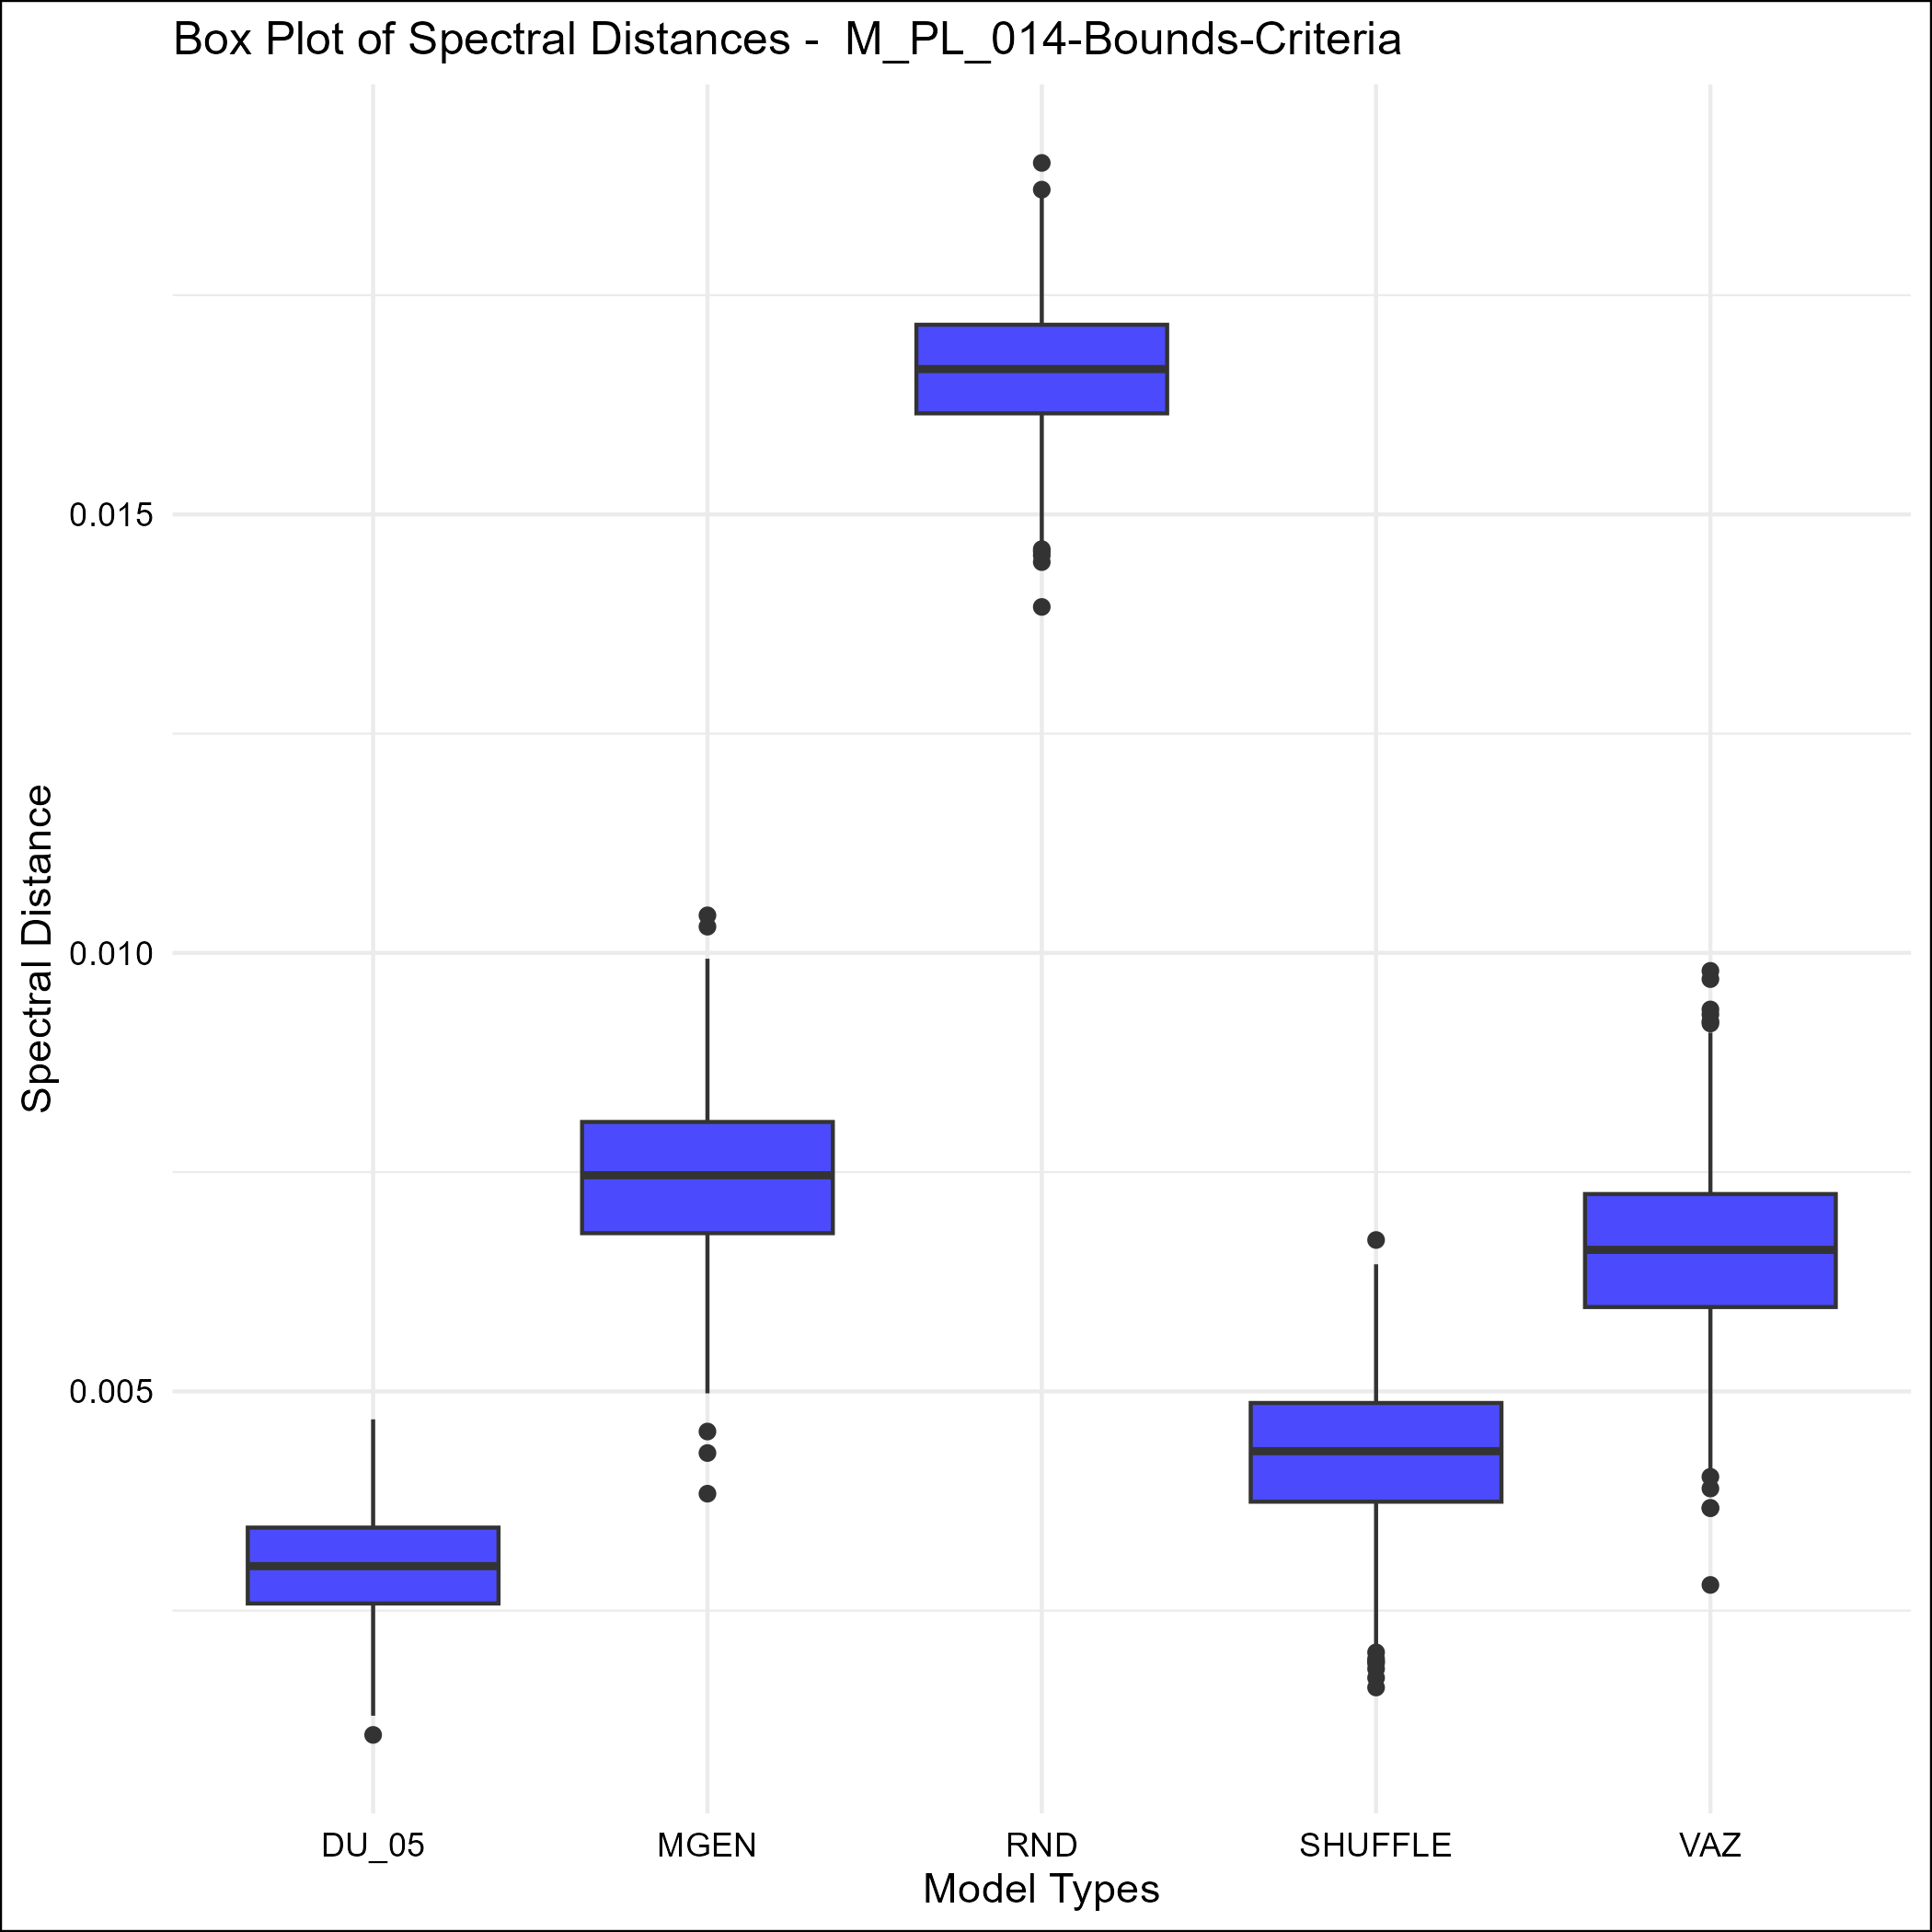 Box Plot of Spectral Distances -  M_PL_014-Bounds-Criteria
Spectral Distance
0.015
0.010
0.005
DU_05 MGEN RND SHUFFLE VAZ
Model Types